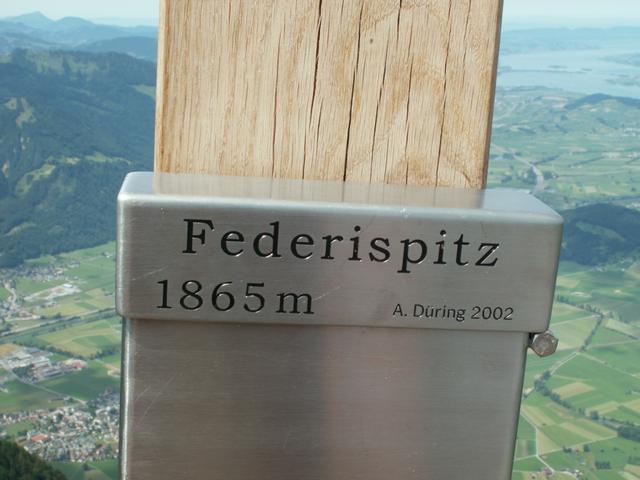 Federispitz
1865m
A. Düring 2002